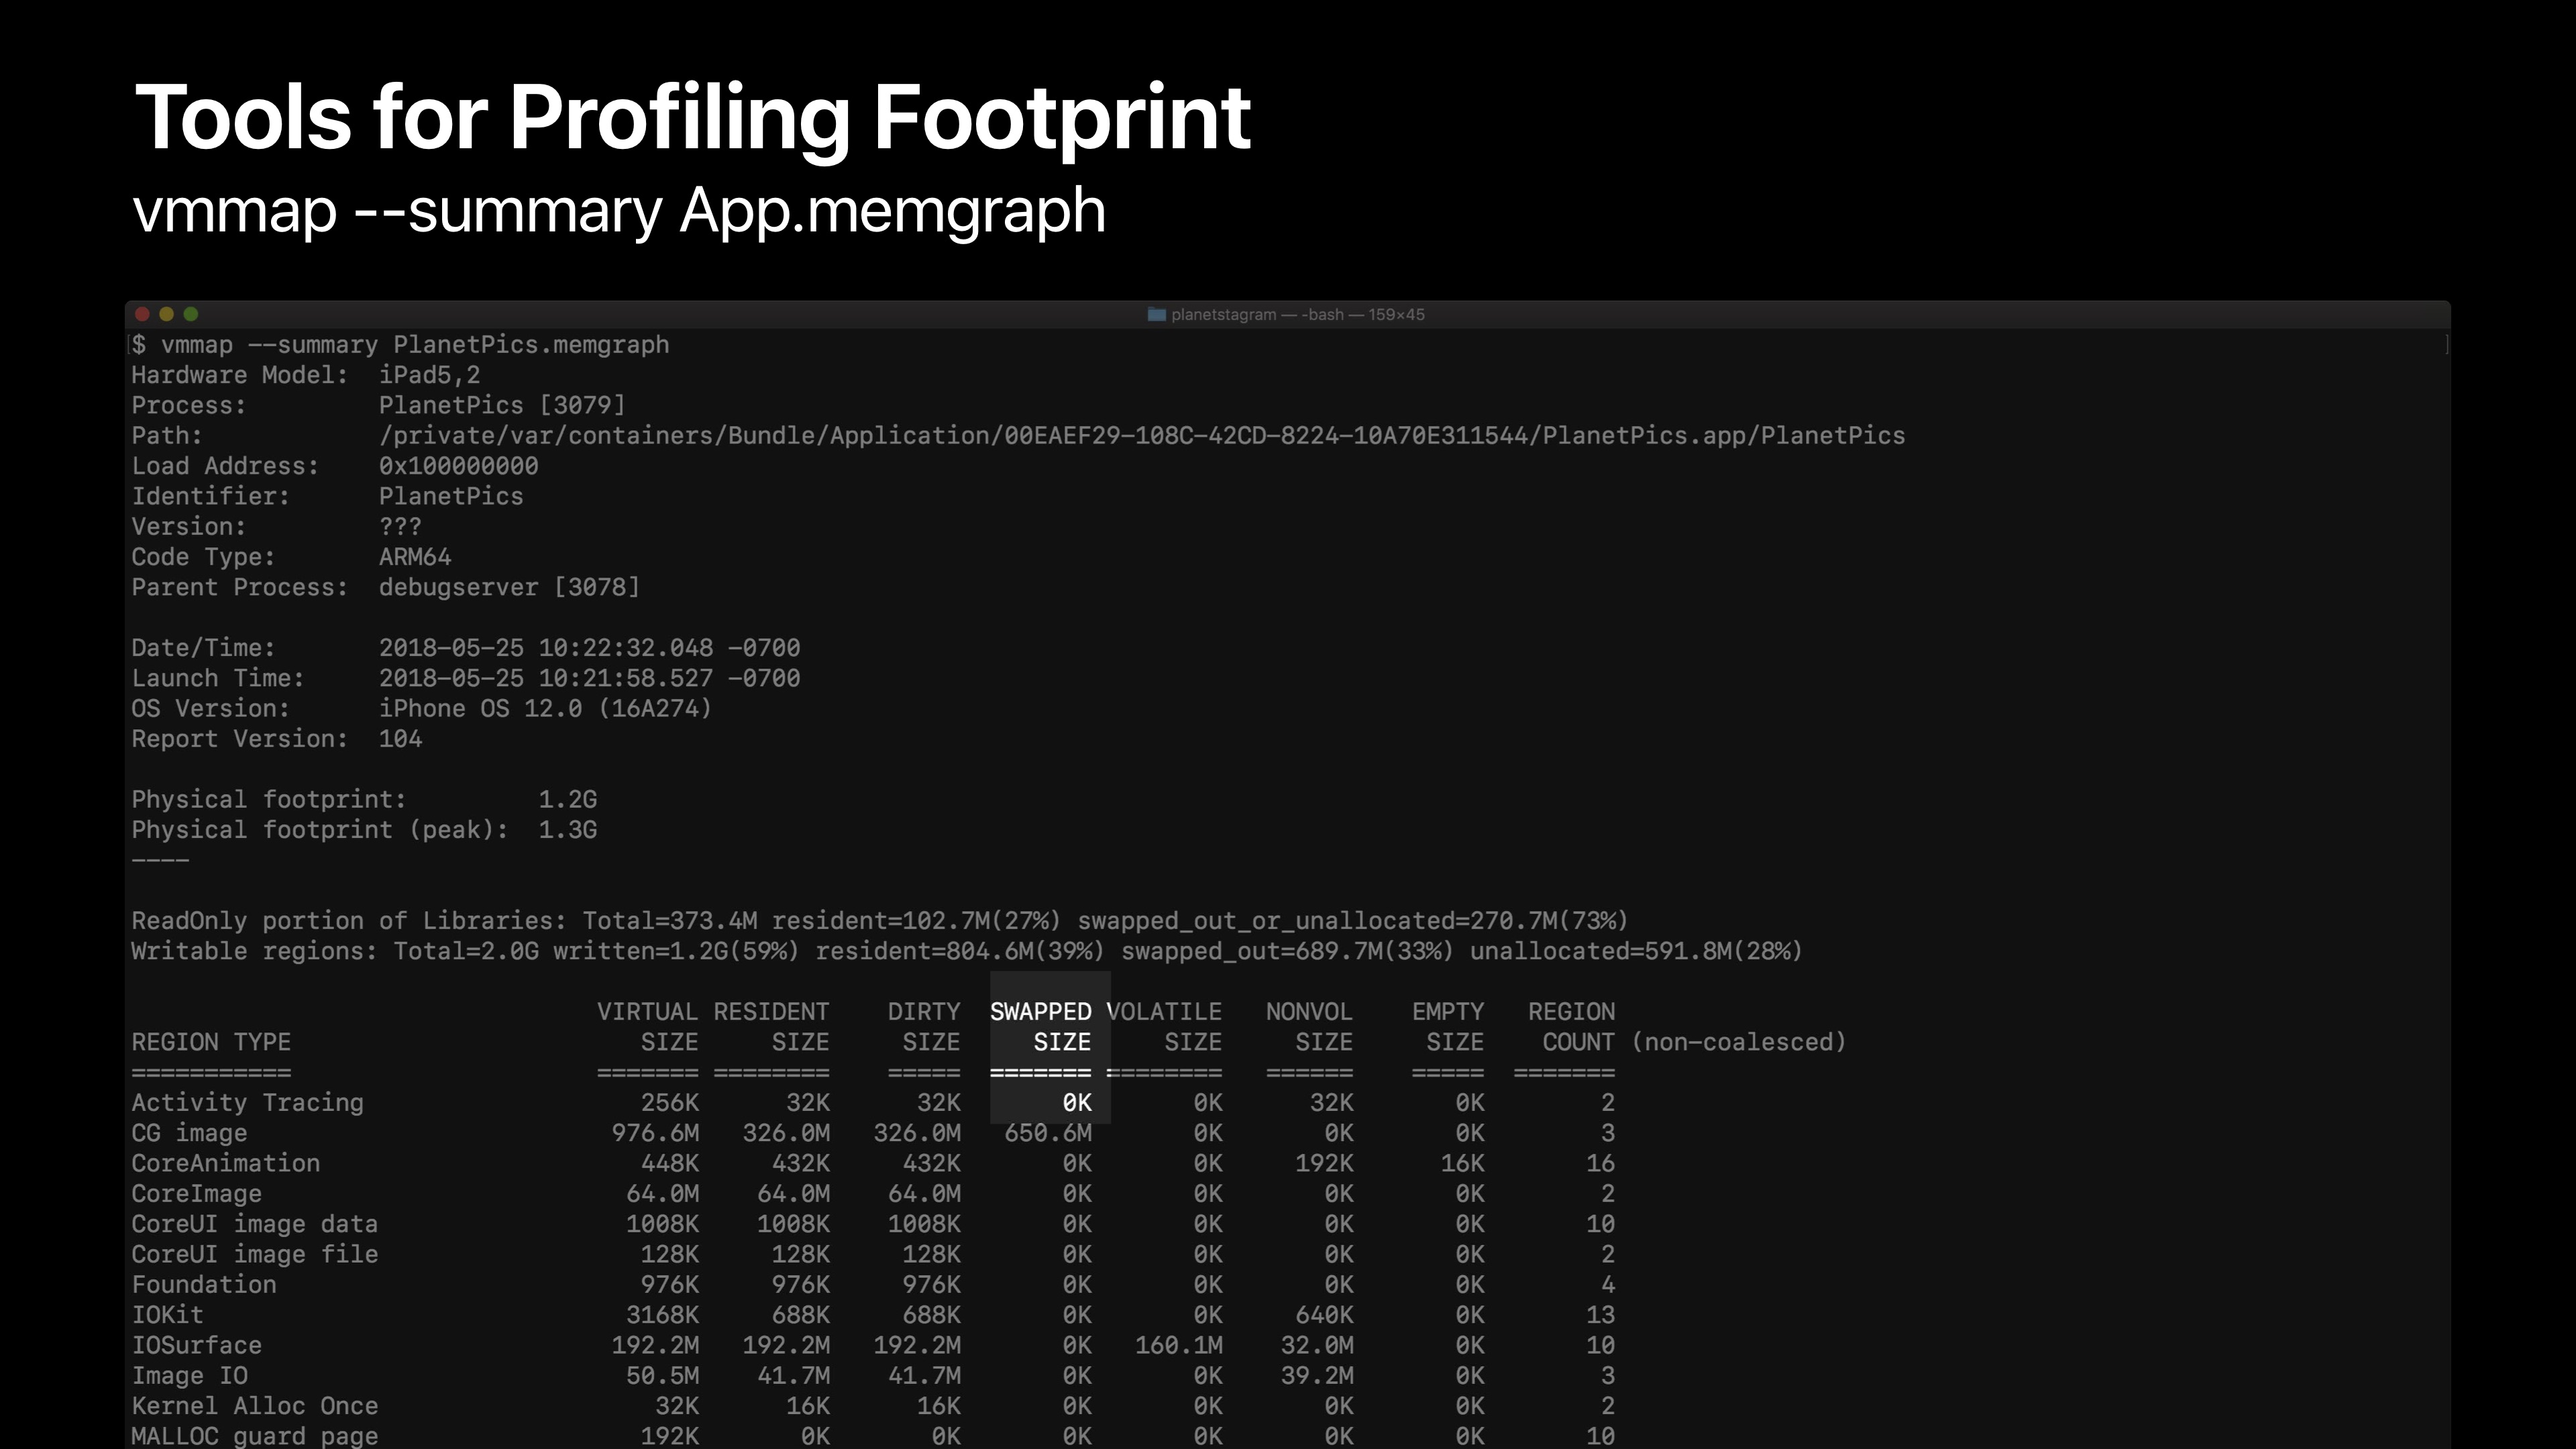 Tools for Profiling Footprint
vmmap --summary App.memgraph
planetstagram — -bash — 159×45
[$ vmmap --summary PlanetPics.memgraph ]
Hardware Model: iPad5,2
Process: PlanetPics [3079]
Path: /private/var/containers/Bundle/Application/00EAEF29-108C-42CD-8224-10A70E311544/PlanetPics.app/PlanetPics
Load Address: 0x100000000
Identifier: PlanetPics
Version: ???
Code Type: ARM64
Parent Process: debugserver [3078]
Date/Time: 2018-05-25 10:22:32.048 -0700
Launch Time: 2018-05-25 10:21:58.527 -0700
OS Version: iPhone OS 12.0 (16A274)
Report Version: 104
Physical footprint: 1.2G
Physical footprint (peak): 1.3G
----
ReadOnly portion of Libraries: Total=373.4M resident=102.7M(27%) swapped_out_or_unallocated=270.7M(73%)
Writable regions: Total=2.0G written=1.2G(59%) resident=804.6M(39%) swapped_out=689.7M(33%) unallocated=591.8M(28%)
VIRTUAL RESIDENT DIRTY SWAPPED VOLATILE NONVOL EMPTY REGION
REGION TYPE SIZE SIZE SIZE SIZE SIZE SIZE SIZE COUNT (non-coalesced)
=========== ======= ======== ===== ======= ======== ====== ===== =======
Activity Tracing 256K 32K 32K 0K 0K 32K 0K 2
CG image 976.6M 326.0M 326.0M 650.6M 0K 0K 0K 3
CoreAnimation 448K 432K 432K 0K 0K 192K 16K 16
CoreImage 64.0M 64.0M 64.0M 0K 0K 0K 0K 2
CoreUI image data 1008K 1008K 1008K 0K 0K 0K 0K 10
CoreUI image file 128K 128K 128K 0K 0K 0K 0K 2
Foundation 976K 976K 976K 0K 0K 0K 0K 4
IOKit 3168K 688K 688K 0K 0K 640K 0K 13
IOSurface 192.2M 192.2M 192.2M 0K 160.1M 32.0M 0K 10
Image IO 50.5M 41.7M 41.7M 0K 0K 39.2M 0K 3
Kernel Alloc Once 32K 16K 16K 0K 0K 0K 0K 2
MALLOC guard page 192K 0K 0K 0K 0K 0K 0K 10